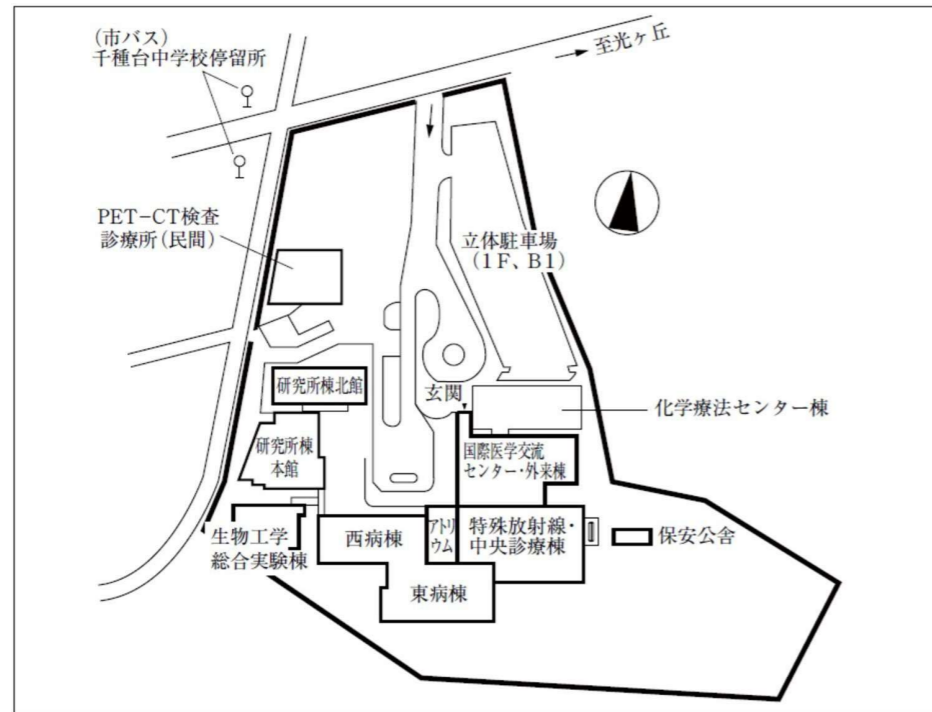 (市バス)
千種台中学校停留所
→至光ヶ丘
PET-CT検査
診療所(民間)
立体駐車場
(1F、B1)
研究所棟北館
玄関
化学療法センター棟
研究所棟
本館
国際医学交流
センター・外来棟
生物工学
総合実験棟
西病棟
アトリ
ウム
特殊放射線・
中央診療棟
保安公舎
東病棟